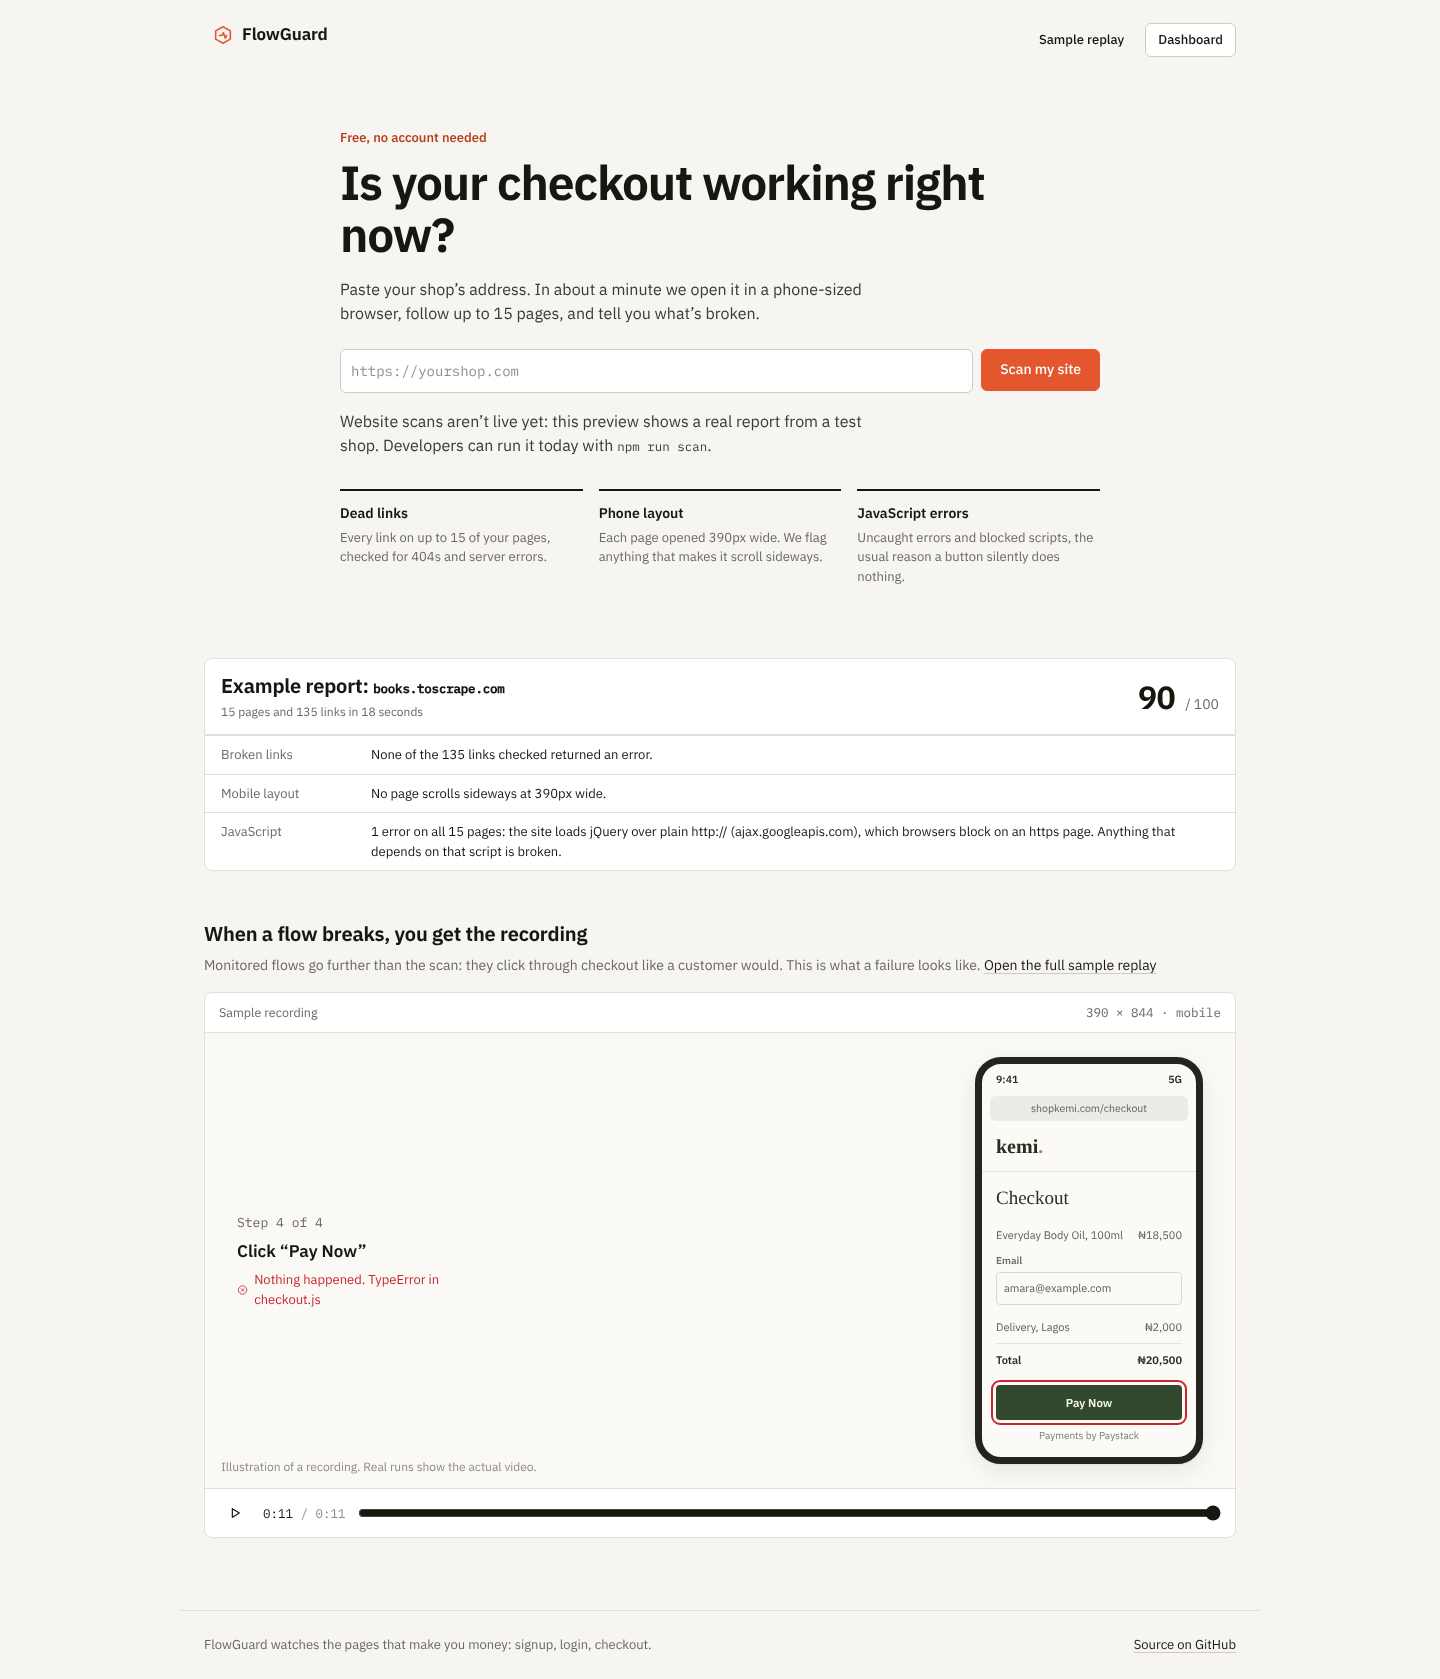 FlowGuard
Sample replay
Dashboard
Free, no account needed
Is your checkout working right
now?
Paste your shop’s address. In about a minute we open it in a phone-sized
browser, follow up to 15 pages, and tell you what’s broken.
https://yourshop.com
Scan my site
Website scans aren’t live yet: this preview shows a real report from a test
shop. Developers can run it today with npm run scan.
Dead links
Every link on up to 15 of your pages,
checked for 404s and server errors.
Phone layout
Each page opened 390px wide. We flag
anything that makes it scroll sideways.
JavaScript errors
Uncaught errors and blocked scripts, the
usual reason a button silently does
nothing.
Example report: books.toscrape.com
15 pages and 135 links in 18 seconds
90 / 100
Broken links
None of the 135 links checked returned an error.
Mobile layout
No page scrolls sideways at 390px wide.
JavaScript
1 error on all 15 pages: the site loads jQuery over plain http:// (ajax.googleapis.com), which browsers block on an https page. Anything that
depends on that script is broken.
When a flow breaks, you get the recording
Monitored flows go further than the scan: they click through checkout like a customer would. This is what a failure looks like. Open the full sample replay
Sample recording
390 × 844 · mobile
Step 4 of 4
Click “Pay Now”
Nothing happened. TypeError in
checkout.js
Illustration of a recording. Real runs show the actual video.
9:41
5G
shopkemi.com/checkout
kemi.
Checkout
Everyday Body Oil, 100ml ₦18,500
Email
amara@example.com
Delivery, Lagos ₦2,000
Total ₦20,500
Pay Now
Payments by Paystack
0:11 / 0:11
FlowGuard watches the pages that make you money: signup, login, checkout.
Source on GitHub